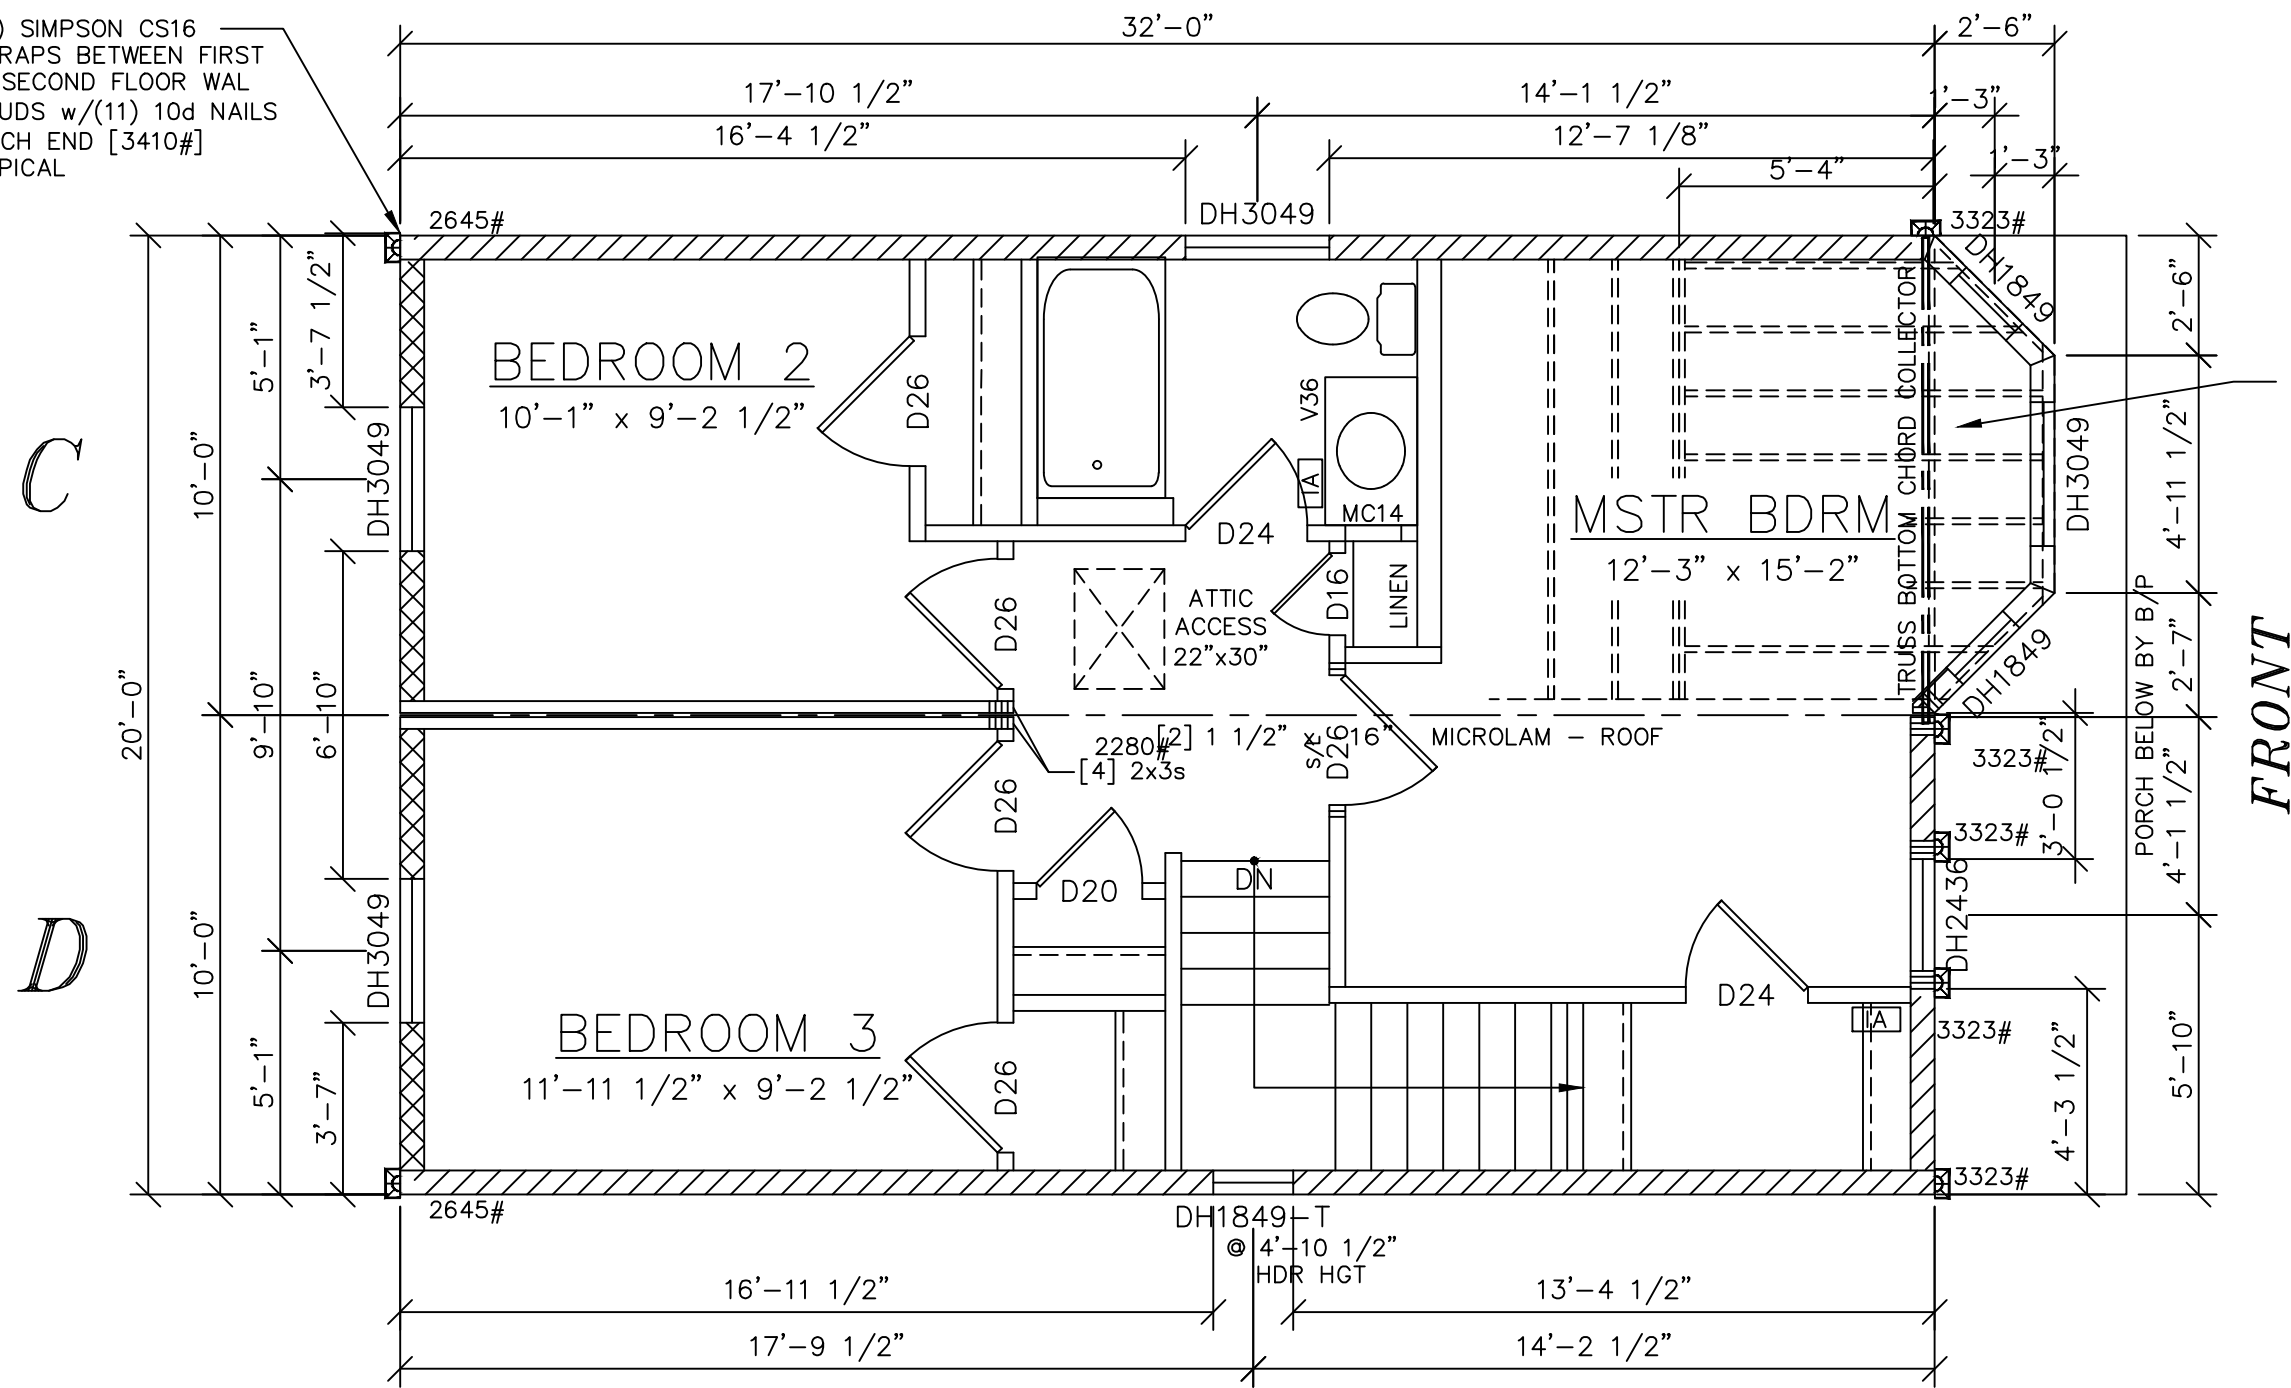 ) SIMPSON CS16
RAPS BETWEEN FIRST
SECOND FLOOR WAL
UDS w/(11) 10d NAILS
CH END [3410#]
PICAL
32'-0"
2'-6"
17'-10 1/2"
14'-1 1/2"
1'-3"
16'-4 1/2"
12'-7 1/8"
1'-3"
5'-4"
2645#
DH3049
3323#
DH1849
3'-7 1/2"
5'-1"
10'-0"
20'-0"
9'-10"
6'-10"
10'-0"
5'-1"
3'-7"
C
D
DH3049
DH3049
BEDROOM 2
10'-1" x 9'-2 1/2"
D26
V36
TA
MC14
D24
MSTR BDRM
12'-3" x 15'-2"
TRUSS BOTTOM CHORD COLLECTOR
DH3049
2'-6"
4'-11 1/2"
2'-7"
D26
ATTIC
ACCESS
22"x30"
D16
LINEN
DH1849
PORCH BELOW BY B/P
FRONT
[2] 1 1/2" x 16" MICROLAM - ROOF
2280#
[4] 2x3s
S/L
D26
D26
3323#
3'-0 1/2"
4'-1 1/2"
3323#
D20
DN
DH2436
D24
TA
3323#
4'-3 1/2"
5'-10"
BEDROOM 3
11'-11 1/2" x 9'-2 1/2"
D26
3323#
2645#
DH1849-T
@ 4'-10 1/2"
HDR HGT
16'-11 1/2"
13'-4 1/2"
17'-9 1/2"
14'-2 1/2"